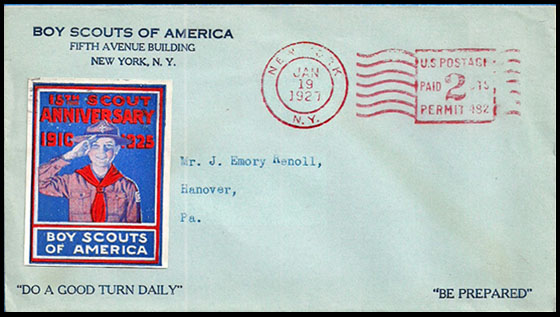 BOY SCOUTS OF AMERICA
FIFTH AVENUE BUILDING
NEW YORK, N. Y.
NEW YORK
JAN
19
1927
N.Y.
U.S. POSTAGE
PAID 2 CTS
PERMIT 192
15TH SCOUT
ANNIVERSARY
1910 1925
BOY SCOUTS
OF AMERICA
Mr. J. Emory Renoll,
Hanover,
Pa.
"DO A GOOD TURN DAILY"
"BE PREPARED"